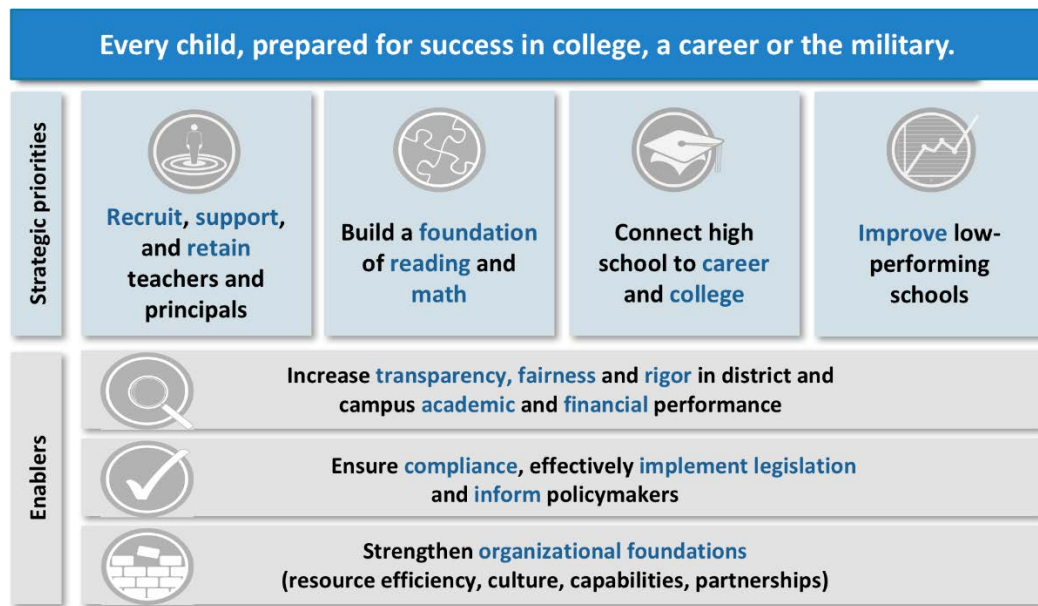 Every child, prepared for success in college, a career or the military.
Strategic priorities
Recruit, support,
and retain
teachers and
principals
Build a foundation
of reading and
math
Connect high
school to career
and college
Improve low-
performing
schools
Enablers
Increase transparency, fairness and rigor in district and
campus academic and financial performance
Ensure compliance, effectively implement legislation
and inform policymakers
Strengthen organizational foundations
(resource efficiency, culture, capabilities, partnerships)